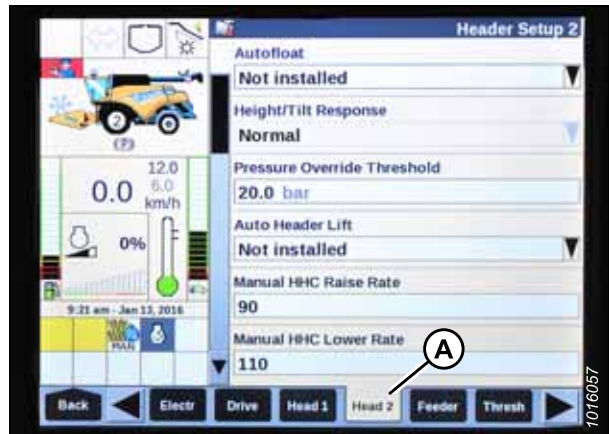 Header Setup 2
Autofloat
Not installed
Height/Tilt Response
Normal
Pressure Override Threshold
20.0 bar
Auto Header Lift
Not installed
Manual HHC Raise Rate
90
Manual HHC Lower Rate
110
2
(?)
12.0
0.0
6.0
km/h
0%
9:21 am - Jan 13, 2016
MAN
A
Back
Electr
Drive
Head 1
Head 2
Feeder
Thresh
1016057